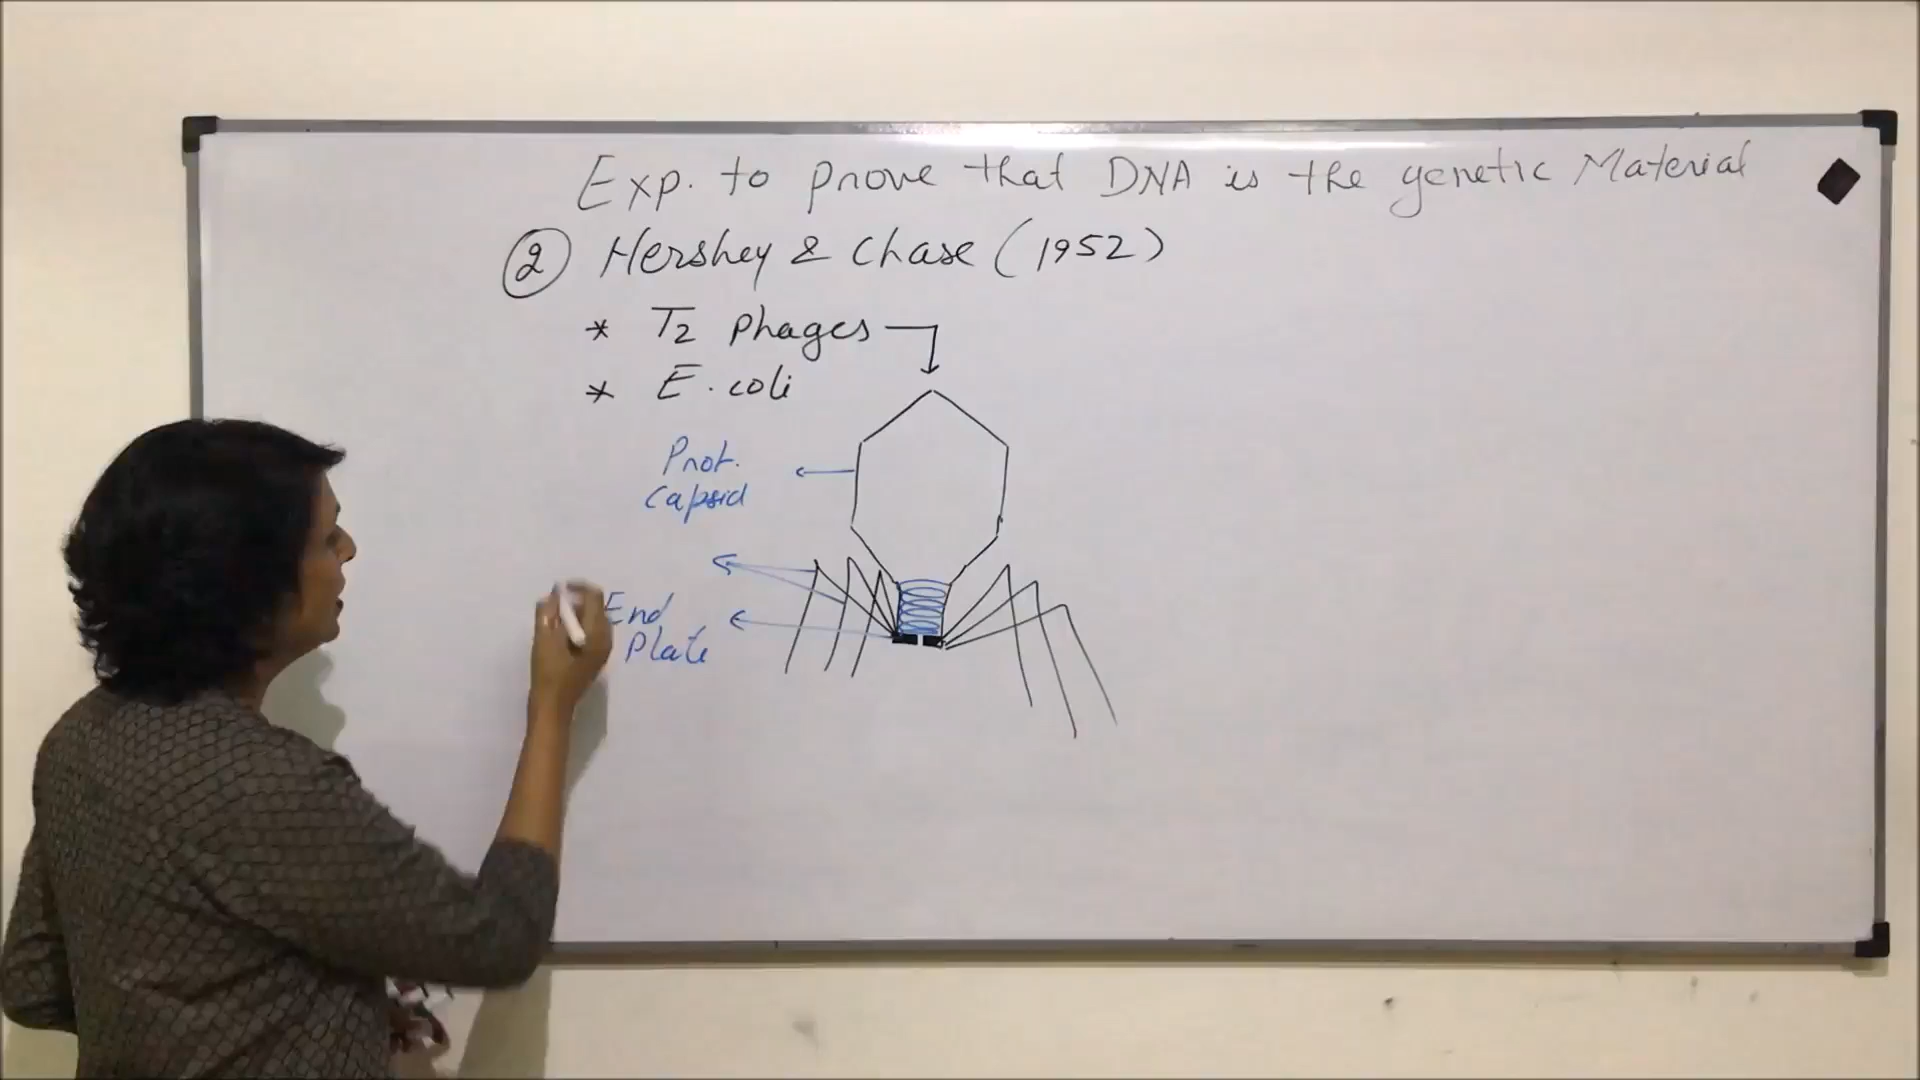 Exp. to prove that DNA is the genetic Material
2 Hershey & Chase (1952)
* T2 Phages
* E. coli
Prot.
Capsid
End
Plate